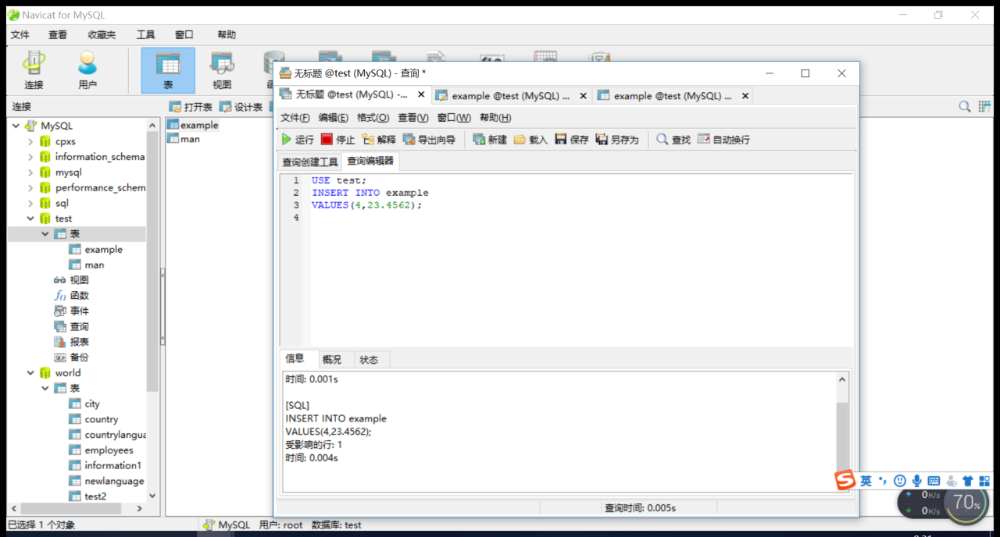 Navicat for MySQL
文件 查看 收藏夹 工具 窗口 帮助
连接 用户 表 视图
连接
打开表 设计表
MySQL
cpxs
information_schema
mysql
performance_schem
sql
test
表
example
man
视图
函数
事件
查询
报表
备份
world
表
city
country
countrylangua
employees
information1
newlanguage
test2
example
man
无标题 @test (MySQL) - 查询 *
无标题 @test (MySQL) -...
example @test (MySQL) ...
example @test (MySQL) ...
文件(F) 编辑(E) 格式(O) 查看(V) 窗口(W) 帮助(H)
运行 停止 解释 导出向导 新建 载入 保存 另存为 查找 自动换行
查询创建工具 查询编辑器
1 USE test;
2 INSERT INTO example
3 VALUES(4,23.4562);
4
信息 概况 状态
时间: 0.001s
[SQL]
INSERT INTO example
VALUES(4,23.4562);
受影响的行: 1
时间: 0.004s
查询时间: 0.005s
英
0K/s
0K/s
70%
已选择 1 个对象 MySQL 用户: root 数据库: test